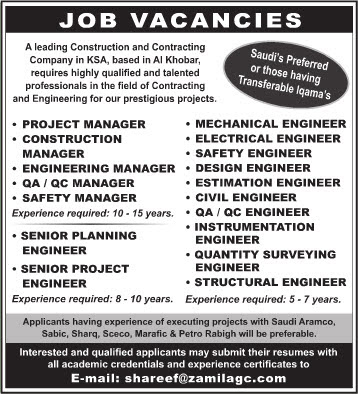 JOB VACANCIES
A leading Construction and Contracting
Company in KSA, based in Al Khobar,
requires highly qualified and talented
professionals in the field of Contracting
and Engineering for our prestigious projects.
Saudi's Preferred
or those having
Transferable Iqama's
• PROJECT MANAGER
• CONSTRUCTION
MANAGER
• ENGINEERING MANAGER
• QA / QC MANAGER
• SAFETY MANAGER
Experience required: 10 - 15 years.
• SENIOR PLANNING
ENGINEER
• SENIOR PROJECT
ENGINEER
Experience required: 8 - 10 years.
• MECHANICAL ENGINEER
• ELECTRICAL ENGINEER
• SAFETY ENGINEER
• DESIGN ENGINEER
• ESTIMATION ENGINEER
• CIVIL ENGINEER
• QA / QC ENGINEER
• INSTRUMENTATION
ENGINEER
• QUANTITY SURVEYING
ENGINEER
• STRUCTURAL ENGINEER
Experience required: 5 - 7 years.
Applicants having experience of executing projects with Saudi Aramco,
Sabic, Sharq, Sceco, Marafic & Petro Rabigh will be preferable.
Interested and qualified applicants may submit their resumes with
all academic credentials and experience certificates to
E-mail: shareef@zamilagc.com